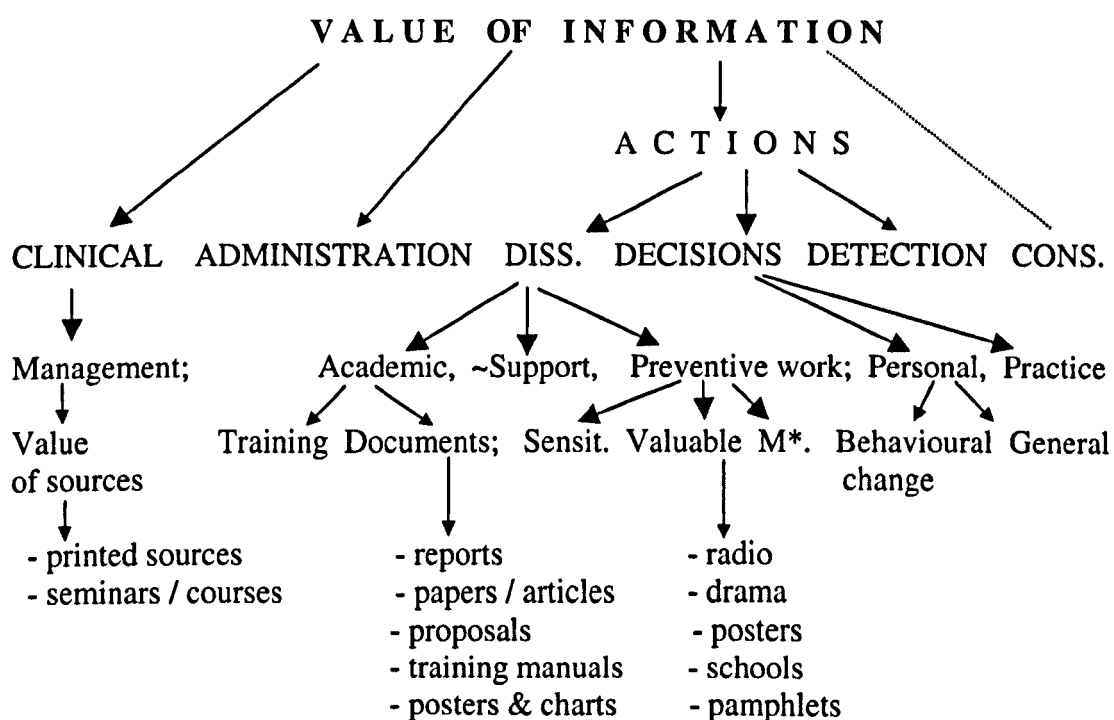 VALUE OF INFORMATION
ACTIONS
CLINICAL ADMINISTRATION DISS. DECISIONS DETECTION CONS.
Management; Academic, ~Support, Preventive work; Personal, Practice
Value Training Documents; Sensit. Valuable M*. Behavioural General
of sources change
- printed sources - reports - radio
- seminars / courses - papers / articles - drama
- proposals - posters
- training manuals - schools
- posters & charts - pamphlets